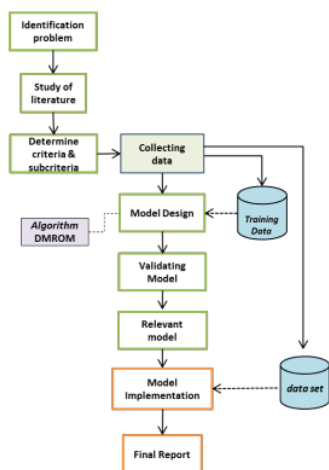 Identification
problem
Study of
literature
Determine
criteria &
subcriteria
Collecting
data
Algorithm
DMROM
Model Design
Training
Data
Validating
Model
Relevant
model
Model
Implementation
data set
Final Report